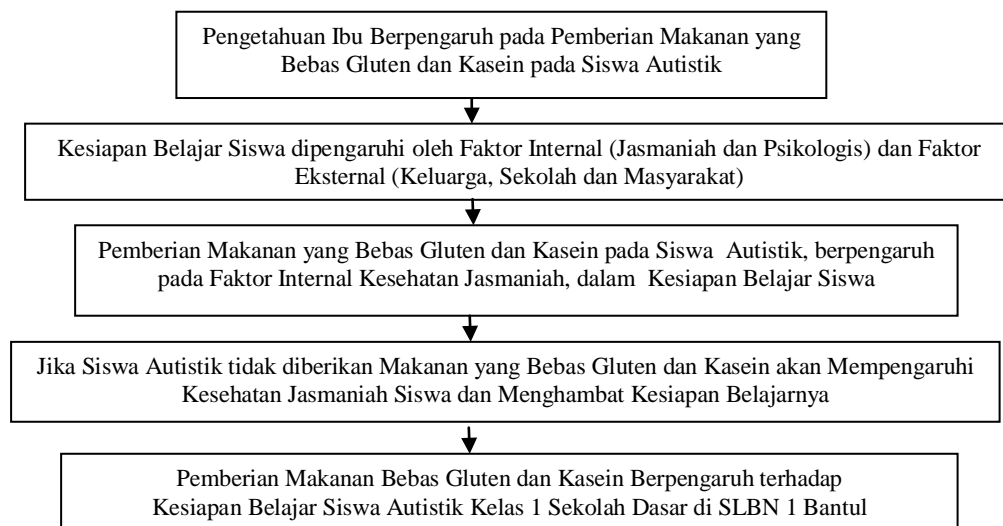 Pengetahuan Ibu Berpengaruh pada Pemberian Makanan yang
Bebas Gluten dan Kasein pada Siswa Autistik
Kesiapan Belajar Siswa dipengaruhi oleh Faktor Internal (Jasmaniah dan Psikologis) dan Faktor
Eksternal (Keluarga, Sekolah dan Masyarakat)
Pemberian Makanan yang Bebas Gluten dan Kasein pada Siswa Autistik, berpengaruh
pada Faktor Internal Kesehatan Jasmaniah, dalam Kesiapan Belajar Siswa
Jika Siswa Autistik tidak diberikan Makanan yang Bebas Gluten dan Kasein akan Mempengaruhi
Kesehatan Jasmaniah Siswa dan Menghambat Kesiapan Belajarnya
Pemberian Makanan Bebas Gluten dan Kasein Berpengaruh terhadap
Kesiapan Belajar Siswa Autistik Kelas 1 Sekolah Dasar di SLBN 1 Bantul